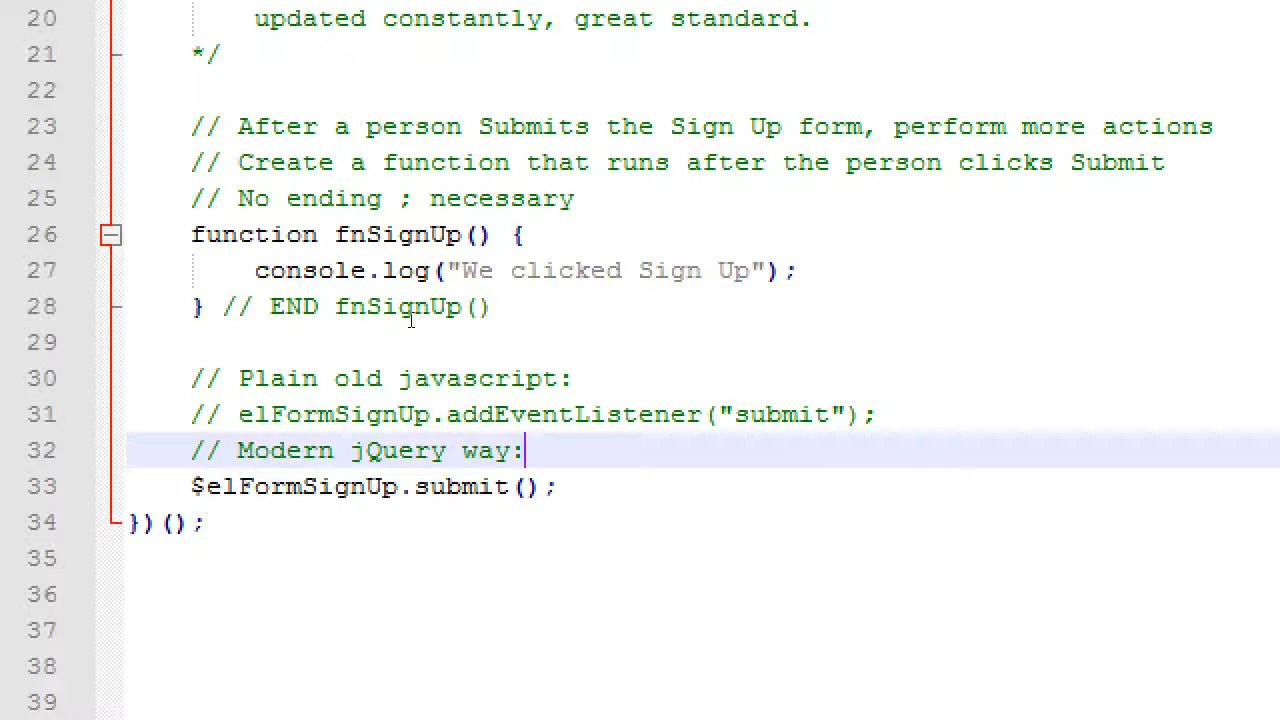 20 updated constantly, great standard.
21 */
22
23 // After a person Submits the Sign Up form, perform more actions
24 // Create a function that runs after the person clicks Submit
25 // No ending ; necessary
26 function fnSignUp() {
27 console.log("We clicked Sign Up");
28 } // END fnSignUp()
29
30 // Plain old javascript:
31 // elFormSignUp.addEventListener("submit");
32 // Modern jQuery way:
33 $elFormSignUp.submit();
34 })();
35
36
37
38
39